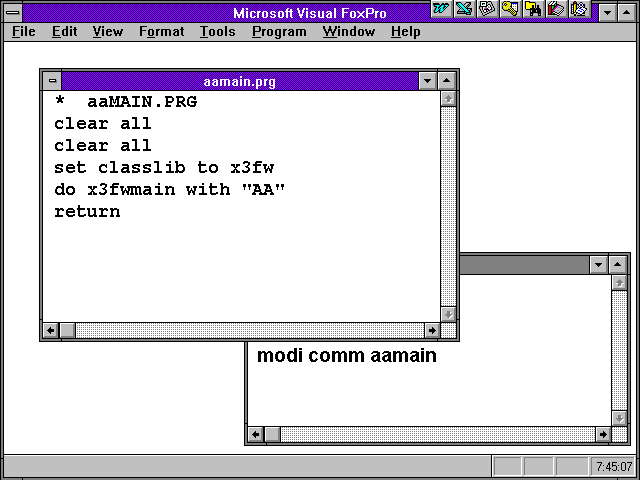 Microsoft Visual FoxPro
File Edit View Format Tools Program Window Help
aamain.prg
* aaMAIN.PRG
clear all
clear all
set classlib to x3fw
do x3fwmain with "AA"
return
modi comm aamain
7:45:07